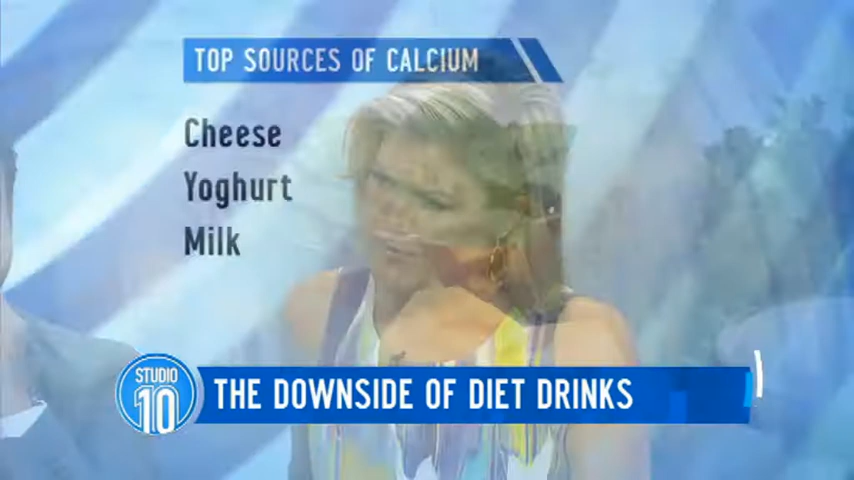 TOP SOURCES OF CALCIUM
Cheese
Yoghurt
Milk
STUDIO
10
THE DOWNSIDE OF DIET DRINKS